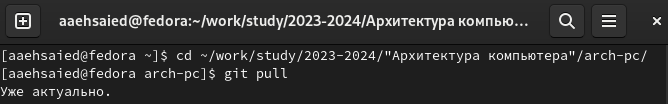 aaehsaied@fedora:~/work/study/2023-2024/Архитектура компью...
[aaehsaied@fedora ~]$ cd ~/work/study/2023-2024/"Архитектура компьютера"/arch-pc/
[aaehsaied@fedora arch-pc]$ git pull
Уже актуально.